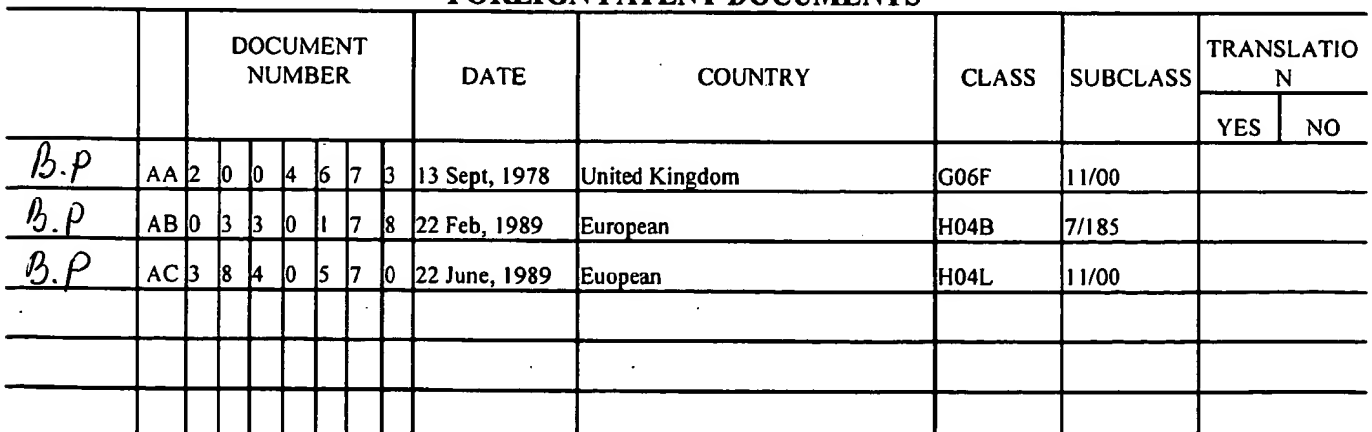 FOREIGN PATENT DOCUMENTS
DOCUMENT NUMBER DATE COUNTRY CLASS SUBCLASS TRANSLATIO
N
YES NO
B.P AA 2 0 0 4 6 7 3 13 Sept, 1978 United Kingdom G06F 11/00
B.P AB 0 3 3 0 1 7 8 22 Feb, 1989 European H04B 7/185
B.P AC 3 8 4 0 5 7 0 22 June, 1989 Euopean H04L 11/00